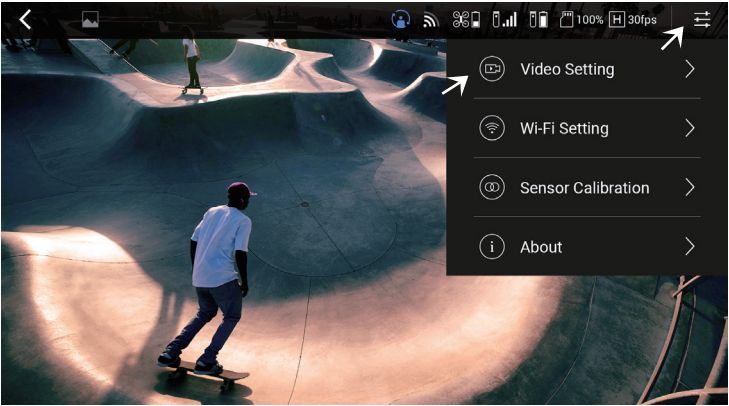 100% H 30fps
Video Setting
Wi-Fi Setting
Sensor Calibration
i About